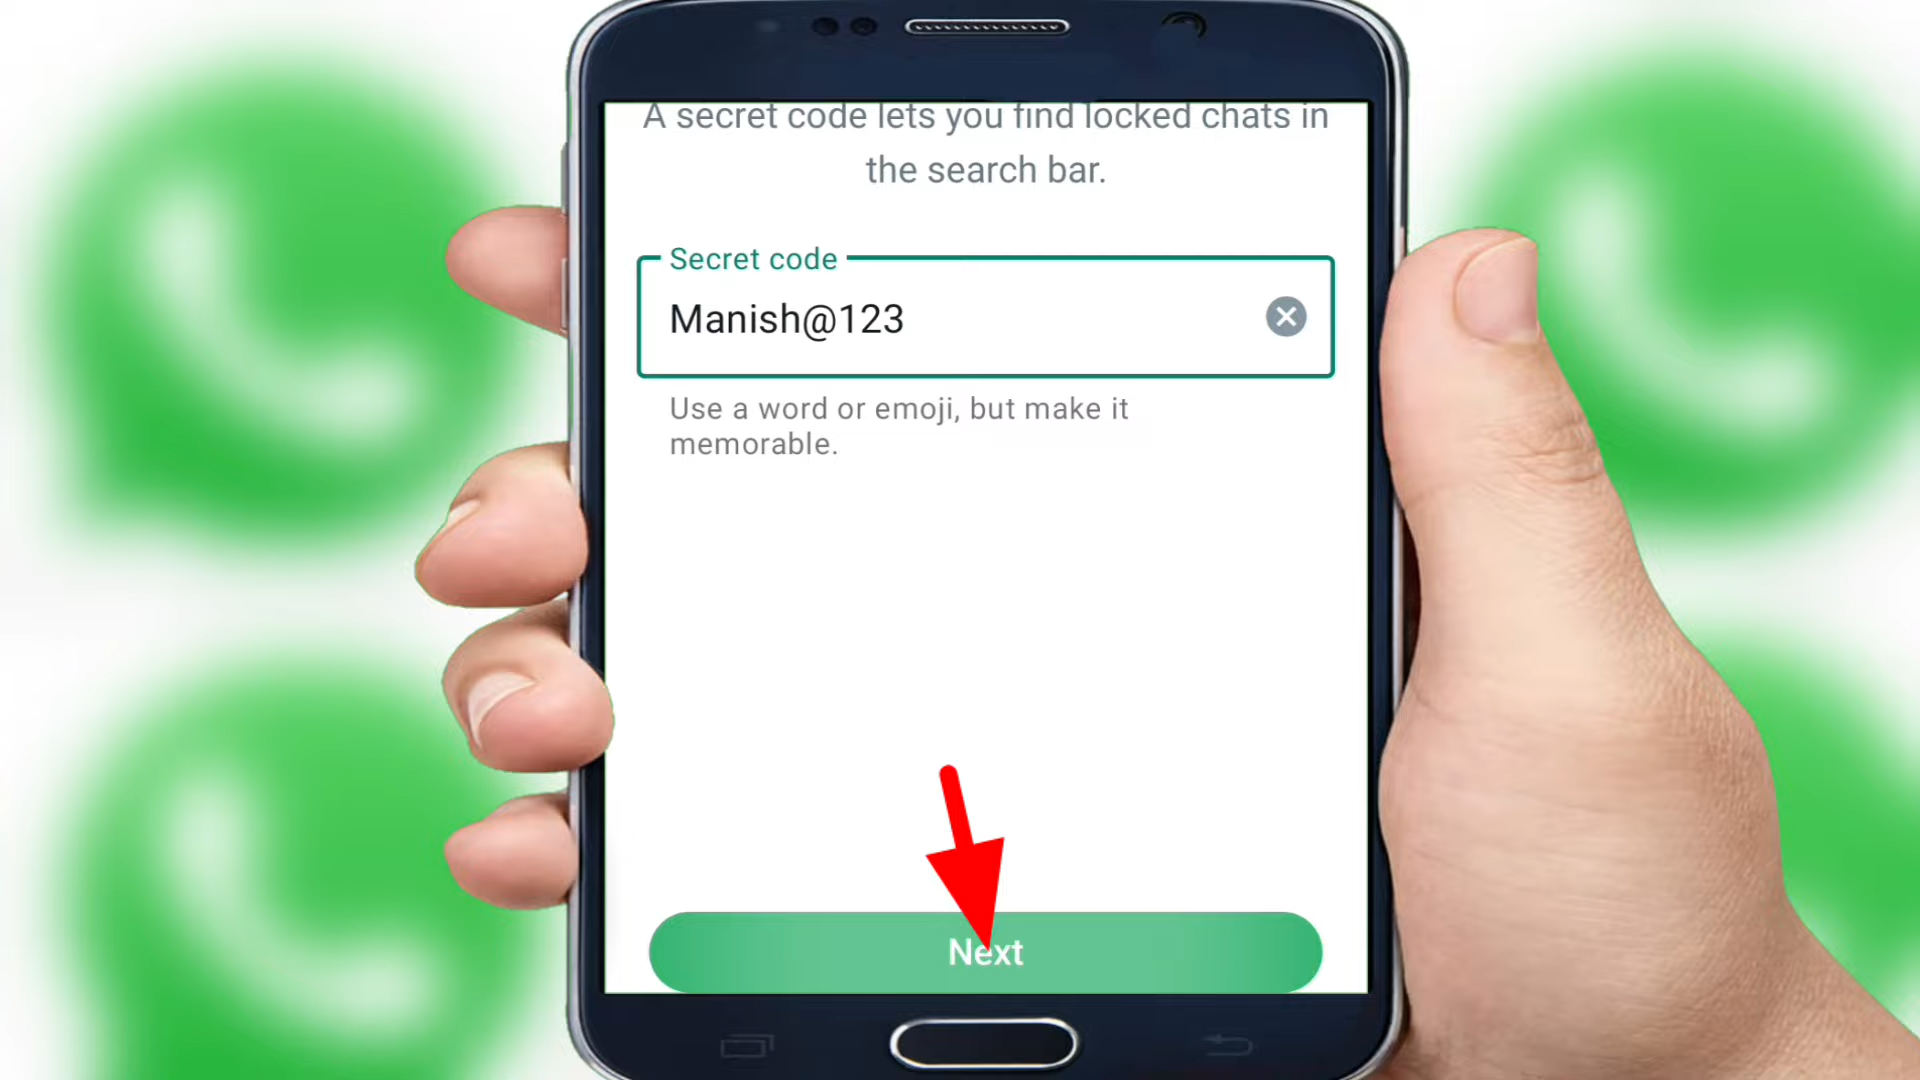 A secret code lets you find locked chats in
the search bar.
Secret code
Manish@123
Use a word or emoji, but make it
memorable.
Next